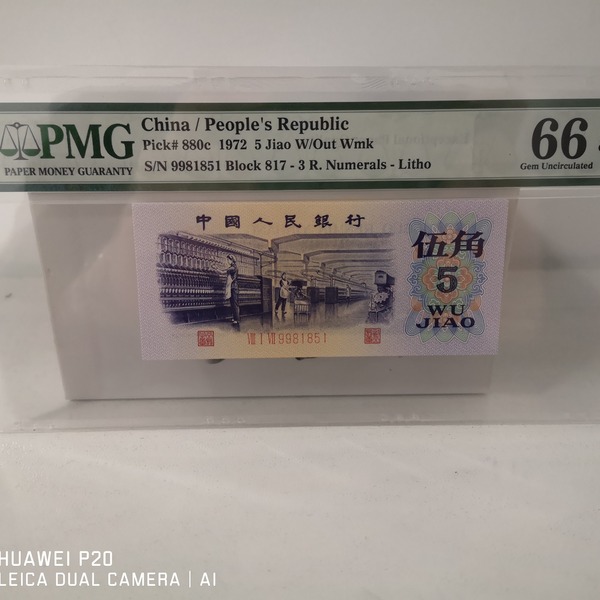 PMG
PAPER MONEY GUARANTY
China / People's Republic
Pick# 880c 1972 5 Jiao W/Out Wmk
S/N 9981851 Block 817 - 3 R. Numerals - Litho
66
Gem Uncirculated
中國人民銀行
伍角
5
WU
JIAO
VIII I VII 9981851
HUAWEI P20
LEICA DUAL CAMERA | AI